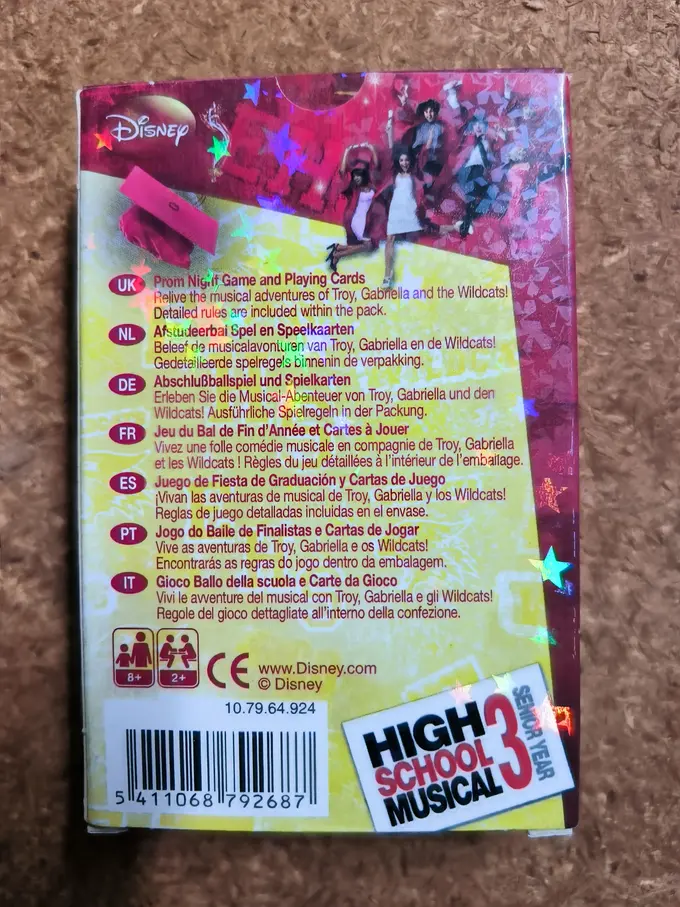 Disney
UK Prom Night Game and Playing Cards
Relive the musical adventures of Troy, Gabriella and the Wildcats!
Detailed rules are included within the pack.
NL Afstudeerbal Spel en Speelkaarten
Beleef de musicalavonturen van Troy, Gabriella en de Wildcats!
Gedetailleerde spelregels binnenin de verpakking.
DE Abschlußballspiel und Spielkarten
Erleben Sie die Musical-Abenteuer von Troy, Gabriella und den
Wildcats! Ausführliche Spielregeln in der Packung.
FR Jeu du Bal de Fin d'Année et Cartes à Jouer
Vivez une folle comédie musicale en compagnie de Troy, Gabriella
et les Wildcats ! Règles du jeu détaillées à l'intérieur de l'emballage.
ES Juego de Fiesta de Graduación y Cartas de Juego
¡Vivan las aventuras de musical de Troy, Gabriella y los Wildcats!
Reglas de juego detalladas incluidas en el envase.
PT Jogo do Baile de Finalistas e Cartas de Jogar
Vive as aventuras de Troy, Gabriella e os Wildcats!
Encontrarás as regras do jogo dentro da embalagem.
IT Gioco Ballo della scuola e Carte da Gioco
Vivi le avventure del musical con Troy, Gabriella e gli Wildcats!
Regole del gioco dettagliate all'interno della confezione.
8+ 2+ CE www.Disney.com
© Disney
10.79.64.924
5 411068 792687
HIGH
SCHOOL
MUSICAL 3
SENIOR YEAR